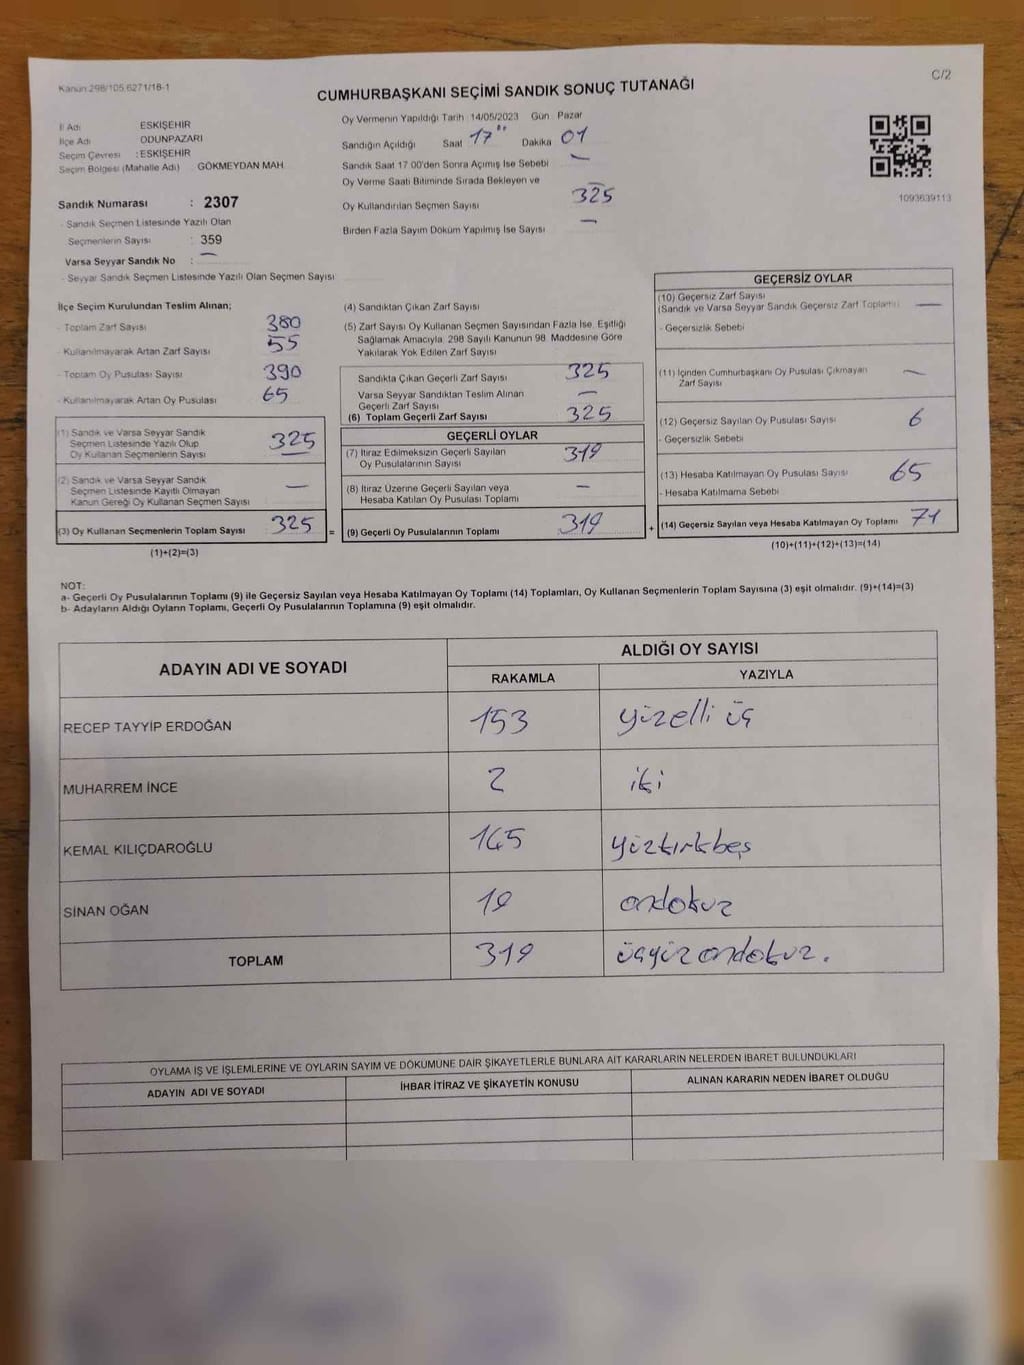 Kanun 298/105,6271/18-1
C/2
CUMHURBAŞKANI SEÇİMİ SANDIK SONUÇ TUTANAĞI
İl Adı ESKİŞEHİR
İlçe Adı ODUNPAZARI
Seçim Çevresi : ESKİŞEHİR
Seçim Bölgesi (Mahalle Adı) GÖKMEYDAN MAH.
Sandık Numarası : 2307
- Sandık Seçmen Listesinde Yazılı Olan
Seçmenlerin Sayısı : 359
Varsa Seyyar Sandık No : —
- Seyyar Sandık Seçmen Listesinde Yazılı Olan Seçmen Sayısı
Oy Vermenin Yapıldığı Tarih 14/05/2023 Gün Pazar
Sandığın Açıldığı Saat 17°° Dakika 01
Sandık Saat 17.00'den Sonra Açımış İse Sebebi —
Oy Verme Saati Bitiminde Sırada Bekleyen ve
Oy Kullandırılan Seçmen Sayısı 325
Birden Fazla Sayım Döküm Yapılmış İse Sayısı —
1093639113
İlçe Seçim Kurulundan Teslim Alınan;
- Toplam Zarf Sayısı 380
- Kullanılmayarak Artan Zarf Sayısı 55
- Toplam Oy Pusulası Sayısı 390
- Kullanılmayarak Artan Oy Pusulası 65
(1) Sandık ve Varsa Seyyar Sandık
Seçmen Listesinde Yazılı Olup
Oy Kullanan Seçmenlerin Sayısı 325
(2) Sandık ve Varsa Seyyar Sandık
Seçmen Listesinde Kayıtlı Olmayan
Kanun Gereği Oy Kullanan Seçmen Sayısı —
(3) Oy Kullanan Seçmenlerin Toplam Sayısı 325 =
(1)+(2)=(3)
(4) Sandıktan Çıkan Zarf Sayısı
(5) Zarf Sayısı Oy Kullanan Seçmen Sayısından Fazla İse, Eşitliği
Sağlamak Amacıyla, 298 Sayılı Kanunun 98. Maddesine Göre
Yakılarak Yok Edilen Zarf Sayısı
Sandıkta Çıkan Geçerli Zarf Sayısı 325
Varsa Seyyar Sandıktan Teslim Alınan
Geçerli Zarf Sayısı —
(6) Toplam Geçerli Zarf Sayısı 325
GEÇERLİ OYLAR
(7) İtiraz Edilmeksizin Geçerli Sayılan
Oy Pusulalarının Sayısı 319
(8) İtiraz Üzerine Geçerli Sayılan veya
Hesaba Katılan Oy Pusulası Toplamı —
(9) Geçerli Oy Pusulalarının Toplamı 319 +
GEÇERSİZ OYLAR
(10) Geçersiz Zarf Sayısı
(Sandık ve Varsa Seyyar Sandık Geçersiz Zarf Toplamı) —
- Geçersizlik Sebebi
(11) İçinden Cumhurbaşkanı Oy Pusulası Çıkmayan
Zarf Sayısı —
(12) Geçersiz Sayılan Oy Pusulası Sayısı 6
- Geçersizlik Sebebi
(13) Hesaba Katılmayan Oy Pusulası Sayısı 65
- Hesaba Katılmama Sebebi
(14) Geçersiz Sayılan veya Hesaba Katılmayan Oy Toplamı 71
(10)+(11)+(12)+(13)=(14)
NOT:
a- Geçerli Oy Pusulalarının Toplamı (9) ile Geçersiz Sayılan veya Hesaba Katılmayan Oy Toplamı (14) Toplamları, Oy Kullanan Seçmenlerin Toplam Sayısına (3) eşit olmalıdır. (9)+(14)=(3)
b- Adayların Aldığı Oyların Toplamı, Geçerli Oy Pusulalarının Toplamına (9) eşit olmalıdır.
ADAYIN ADI VE SOYADI ALDIĞI OY SAYISI
RAKAMLA YAZIYLA
RECEP TAYYİP ERDOĞAN 153 yüzelli üç
MUHARREM İNCE 2 iki
KEMAL KILIÇDAROĞLU 145 yüzkırkbeş
SİNAN OĞAN 19 ondokuz
TOPLAM 319 üçyüzondokuz.
OYLAMA İŞ VE İŞLEMLERİNE VE OYLARIN SAYIM VE DÖKÜMÜNE DAİR ŞİKAYETLERLE BUNLARA AİT KARARLARIN NELERDEN İBARET BULUNDUKLARI
ADAYIN ADI VE SOYADI İHBAR İTİRAZ VE ŞİKAYETİN KONUSU ALINAN KARARIN NEDEN İBARET OLDUĞU